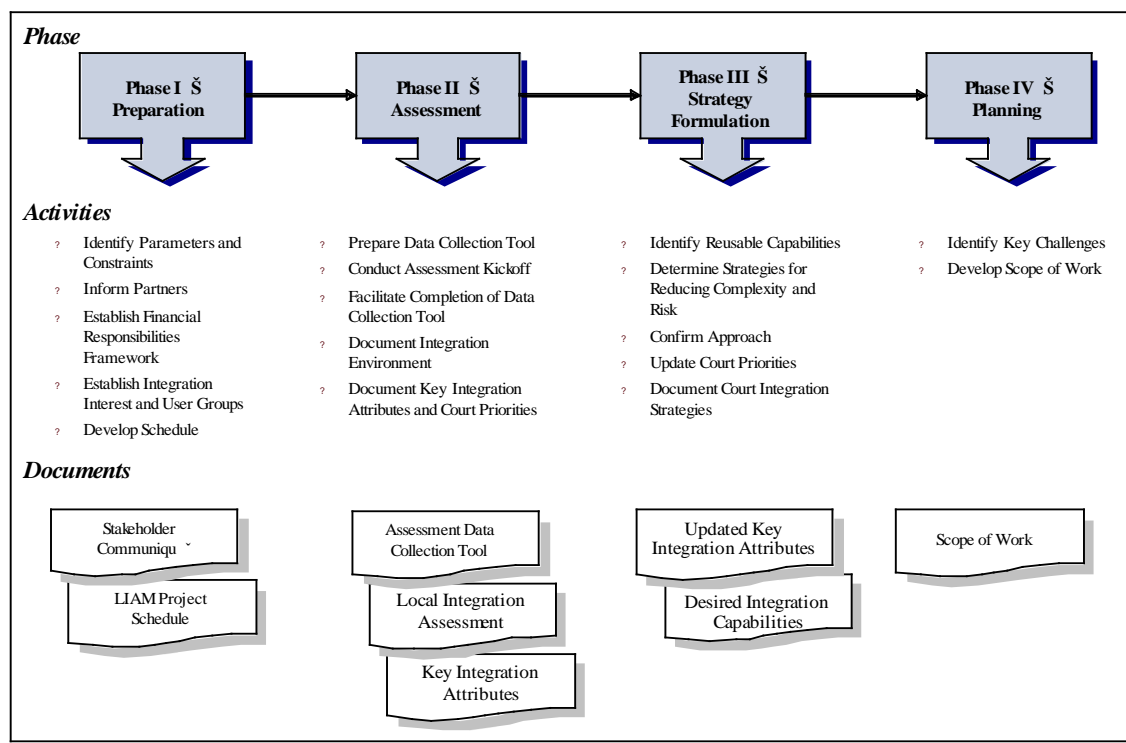 Phase
Phase I Š
Preparation
Phase II Š
Assessment
Phase III Š
Strategy
Formulation
Phase IV Š
Planning
Activities
? Identify Parameters and
Constraints
? Inform Partners
? Establish Financial
Responsibilities
Framework
? Establish Integration
Interest and User Groups
? Develop Schedule
? Prepare Data Collection Tool
? Conduct Assessment Kickoff
? Facilitate Completion of Data
Collection Tool
? Document Integration
Environment
? Document Key Integration
Attributes and Court Priorities
? Identify Reusable Capabilities
? Determine Strategies for
Reducing Complexity and
Risk
? Confirm Approach
? Update Court Priorities
? Document Court Integration
Strategies
? Identify Key Challenges
? Develop Scope of Work
Documents
Stakeholder
Communiqu ˇ
LIAM Project
Schedule
Assessment Data
Collection Tool
Local Integration
Assessment
Key Integration
Attributes
Updated Key
Integration Attributes
Desired Integration
Capabilities
Scope of Work